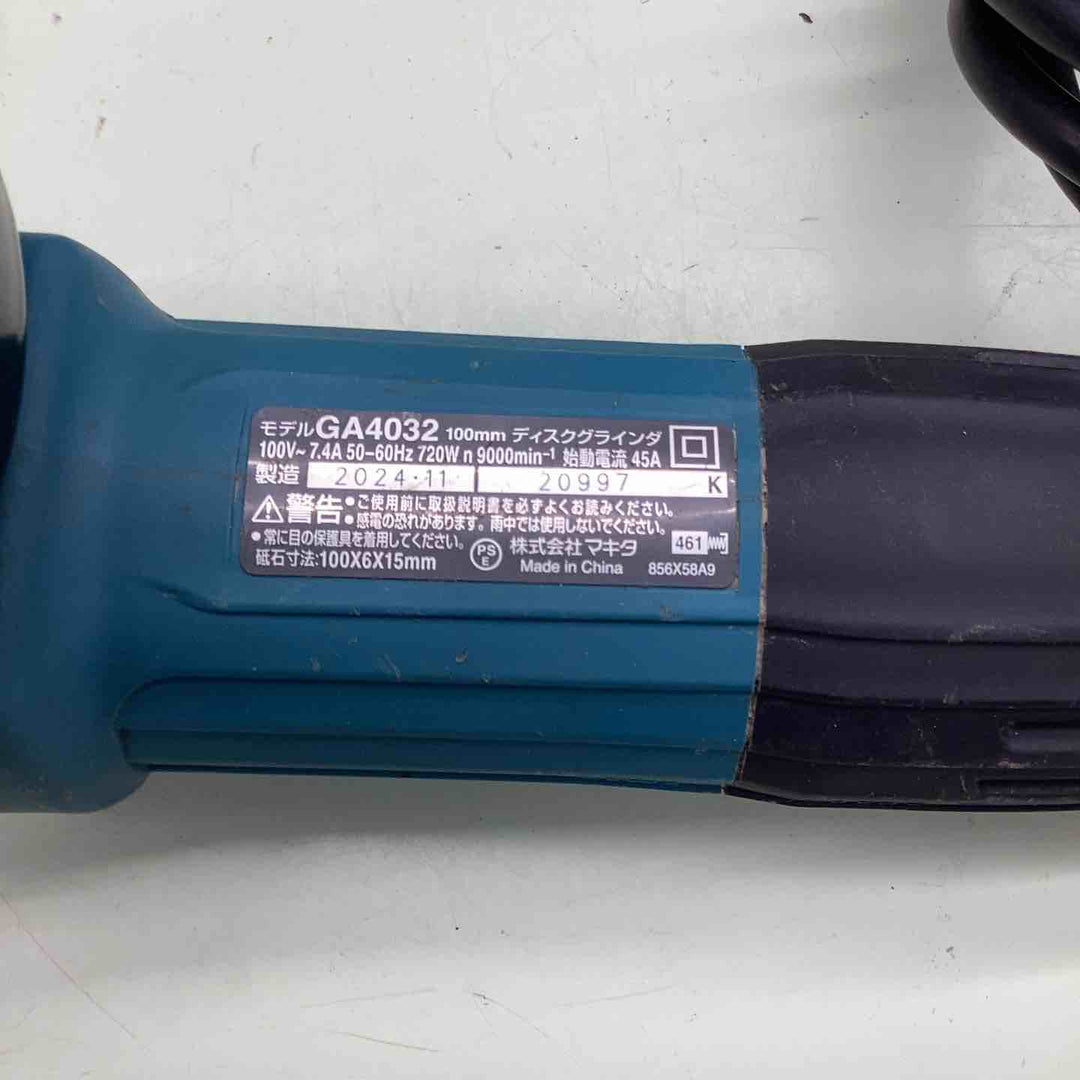 モデルGA4032 100mm ディスクグラインダ
100V~7.4A 50-60Hz 720W n 9000min⁻¹ 始動電流 45A
製造 2024・11 20997 K
⚠警告 ●ご使用前に取扱説明書を必ずよくお読みください。
●感電の恐れがあります。雨中では使用しないでください。
●常に目の保護具を着用してください。
砥石寸法:100X6X15mm
PSE 株式会社 マキタ 461
Made in China 856X58A9